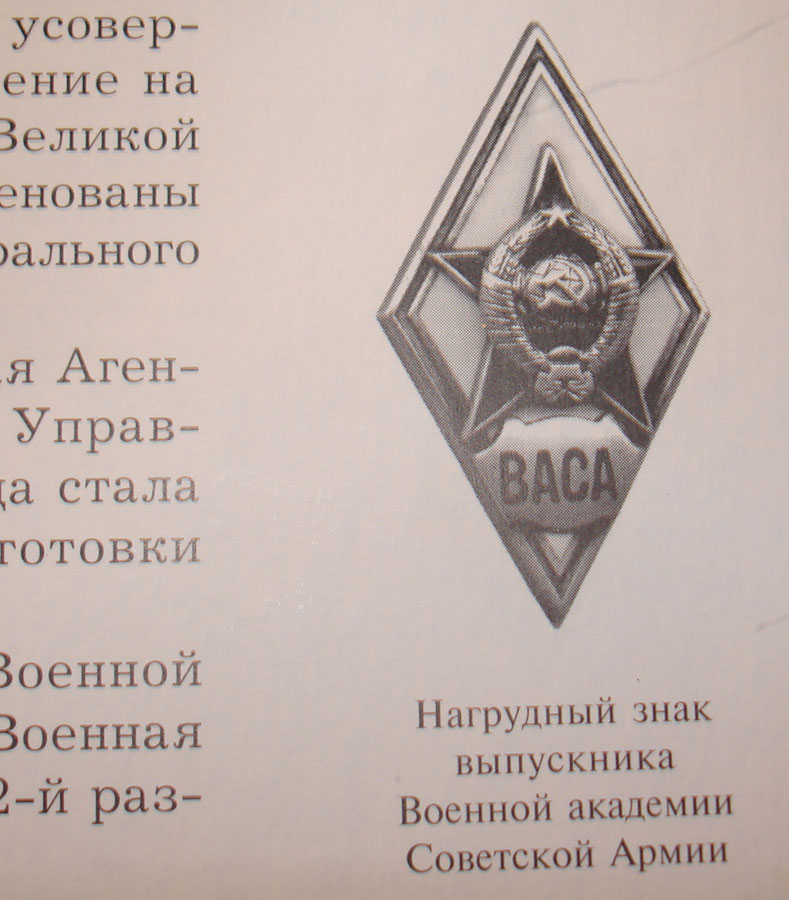 усовер-
ение на
Великой
енованы
рального
я Аген-
Управ-
да стала
готовки
Военной
Военная
2-й раз-
ВАСА
Нагрудный знак
выпускника
Военной академии
Советской Армии